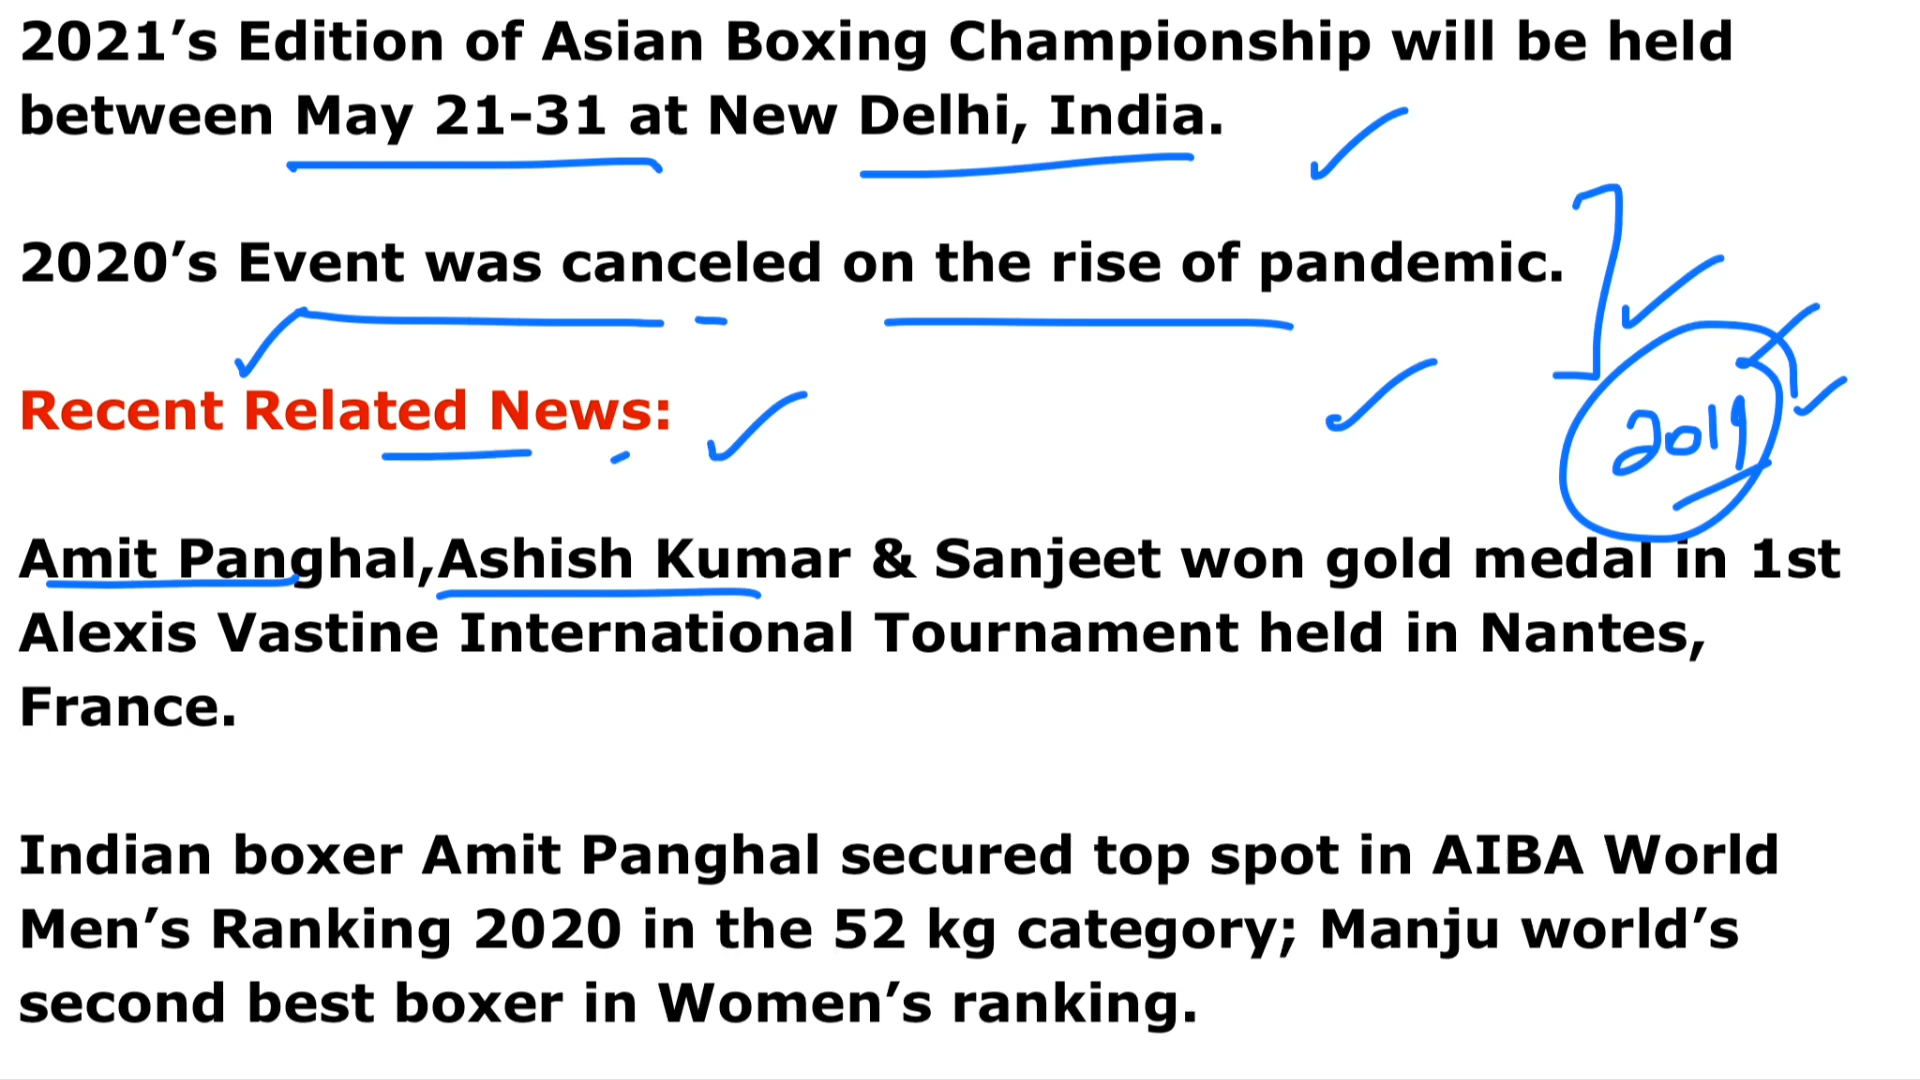 2021’s Edition of Asian Boxing Championship will be held
between May 21-31 at New Delhi, India.
2020’s Event was canceled on the rise of pandemic.
Recent Related News:
2019
Amit Panghal,Ashish Kumar & Sanjeet won gold medal in 1st
Alexis Vastine International Tournament held in Nantes,
France.
Indian boxer Amit Panghal secured top spot in AIBA World
Men’s Ranking 2020 in the 52 kg category; Manju world’s
second best boxer in Women’s ranking.